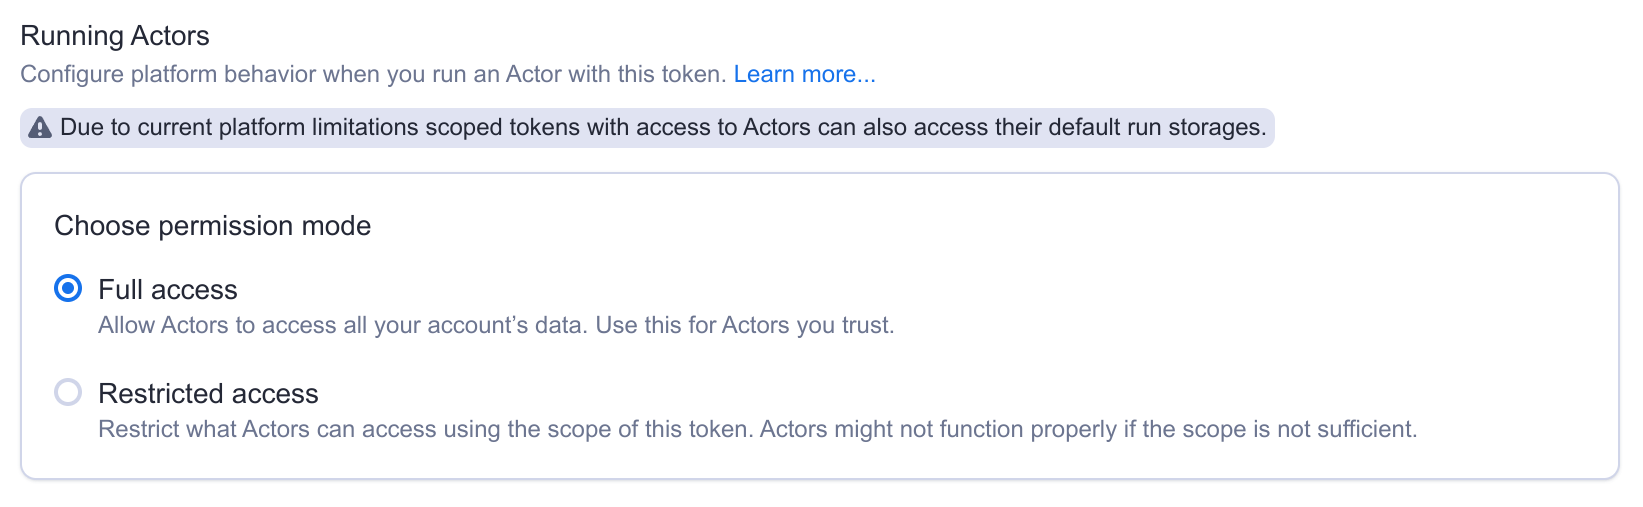 Running Actors
Configure platform behavior when you run an Actor with this token. Learn more...
Due to current platform limitations scoped tokens with access to Actors can also access their default run storages.
Choose permission mode
Full access
Allow Actors to access all your account’s data. Use this for Actors you trust.
Restricted access
Restrict what Actors can access using the scope of this token. Actors might not function properly if the scope is not sufficient.